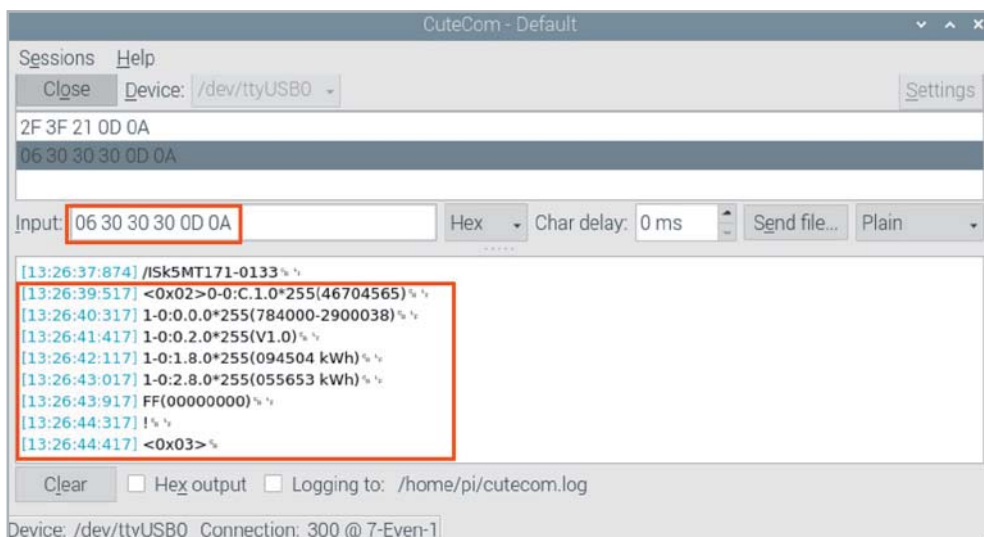 CuteCom - Default
Sessions Help
Close Device: /dev/ttyUSB0 Settings
2F 3F 21 0D 0A
06 30 30 30 0D 0A
Input: 06 30 30 30 0D 0A Hex Char delay: 0 ms Send file... Plain
[13:26:37:874] /ISk5MT171-0133
[13:26:39:517] <0x02>0-0:C.1.0*255(46704565)
[13:26:40:317] 1-0:0.0.0*255(784000-2900038)
[13:26:41:417] 1-0:0.2.0*255(V1.0)
[13:26:42:117] 1-0:1.8.0*255(094504 kWh)
[13:26:43:017] 1-0:2.8.0*255(055653 kWh)
[13:26:43:917] FF(00000000)
[13:26:44:317] !
[13:26:44:417] <0x03>
Clear Hex output Logging to: /home/pi/cutecom.log
Device: /dev/ttyUSB0 Connection: 300 @ 7-Even-1